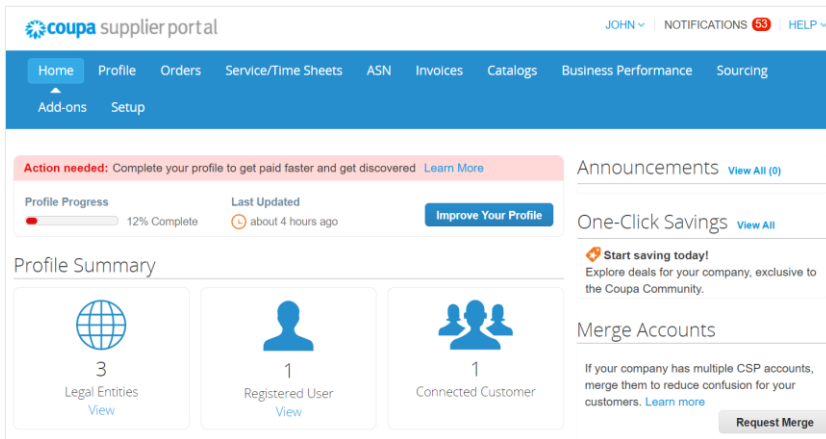 coupa supplier portal
JOHN NOTIFICATIONS 53 HELP
Home Profile Orders Service/Time Sheets ASN Invoices Catalogs Business Performance Sourcing
Add-ons Setup
Action needed: Complete your profile to get paid faster and get discovered Learn More
Profile Progress
12% Complete
Last Updated
about 4 hours ago
Improve Your Profile
Profile Summary
3
Legal Entities
View
1
Registered User
View
1
Connected Customer
Announcements View All (0)
One-Click Savings View All
Start saving today!
Explore deals for your company, exclusive to
the Coupa Community.
Merge Accounts
If your company has multiple CSP accounts,
merge them to reduce confusion for your
customers. Learn more
Request Merge